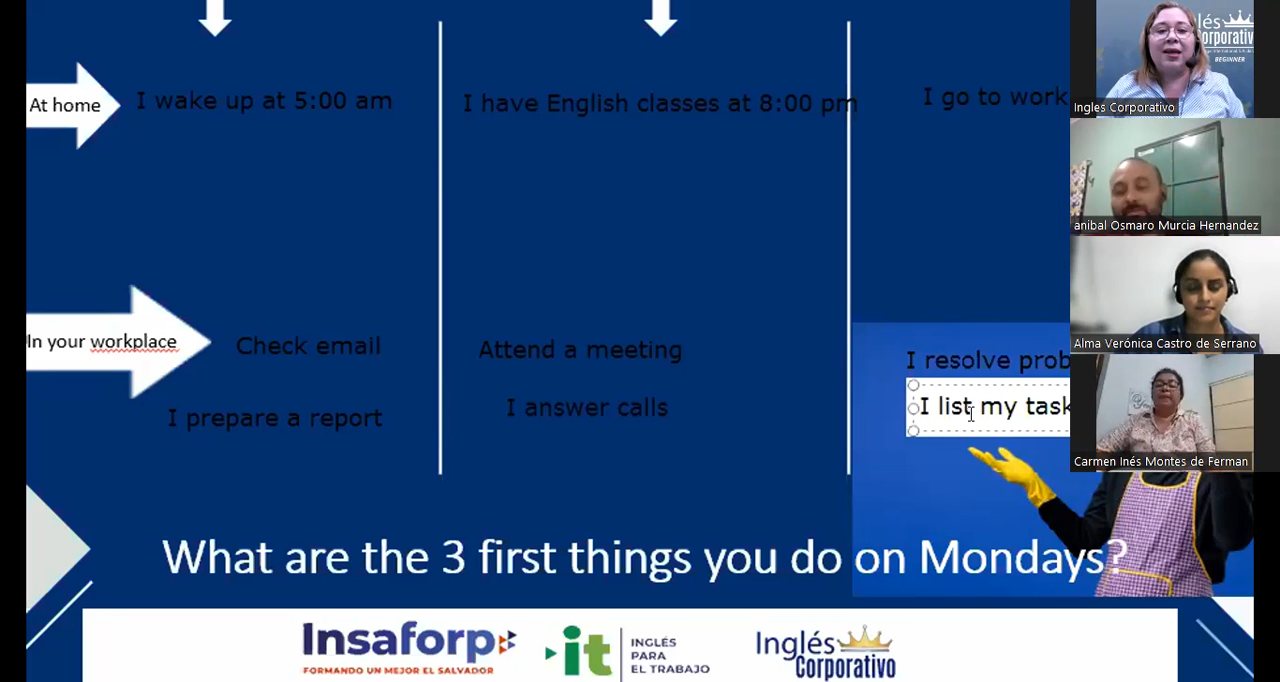 At home
I wake up at 5:00 am
I have English classes at 8:00 pm
I go to work
In your workplace
Check email
I prepare a report
Attend a meeting
I answer calls
I resolve prob
I list my task
What are the 3 first things you do on Mondays?
Insaforp
FORMANDO UN MEJOR EL SALVADOR
it
INGLÉS
PARA
EL TRABAJO
Inglés
Corporativo
lés
Corporativo
BEGINNER
Ingles Corporativo
anibal Osmaro Murcia Hernandez
Alma Verónica Castro de Serrano
Carmen Inés Montes de Ferman